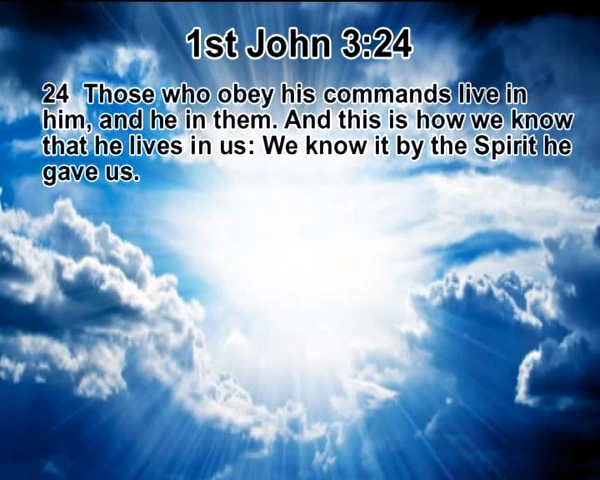 1st John 3:24
24  Those who obey his commands live in
him, and he in them. And this is how we know
that he lives in us: We know it by the Spirit he
gave us.